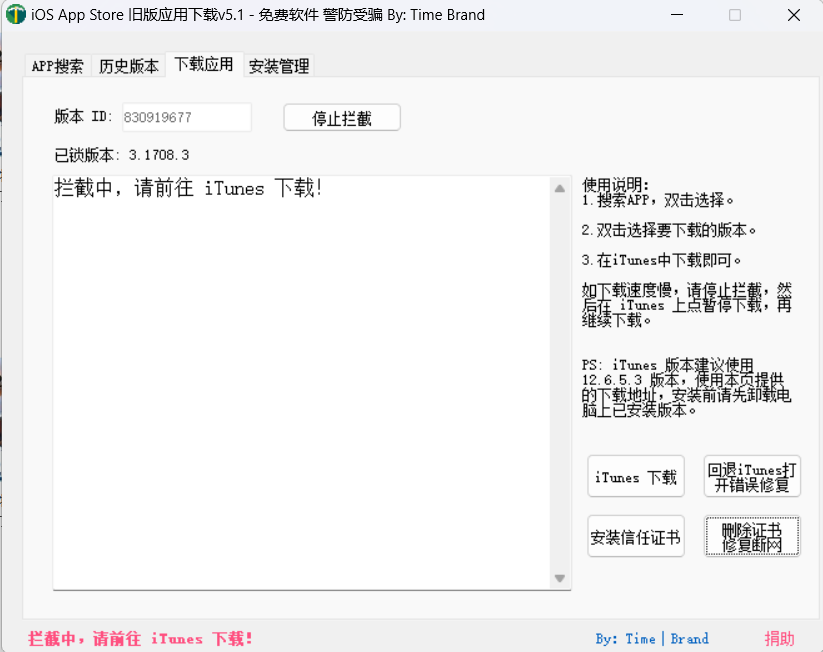 iOS App Store 旧版应用下载v5.1 - 免费软件 警防受骗 By: Time Brand
APP搜索 历史版本 下载应用 安装管理
版本 ID: 830919677 停止拦截
已锁版本: 3.1708.3
拦截中，请前往 iTunes 下载!
使用说明:
1.搜索APP，双击选择。
2.双击选择要下载的版本。
3.在iTunes中下载即可。
如下载速度慢，请停止拦截，然
后在 iTunes 上点暂停下载，再
继续下载。
PS: iTunes 版本建议使用
12.6.5.3 版本，使用本页提供
的下载地址，安装前请先卸载电
脑上已安装版本。
iTunes 下载
回退iTunes打
开错误修复
安装信任证书
删除证书
修复断网
拦截中，请前往 iTunes 下载!
By: Time|Brand
捐助